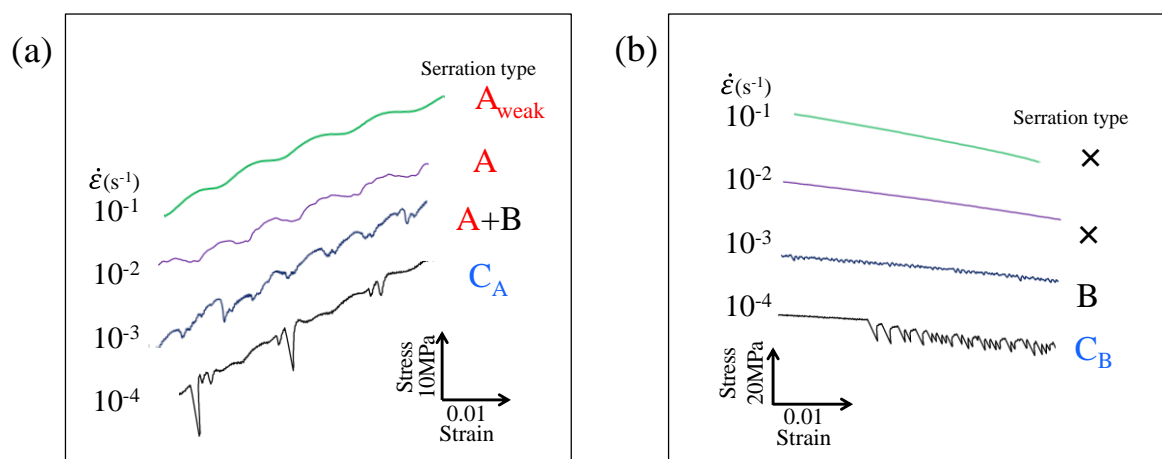 (a)
Serration type
A_weak
A
A+B
C_A
ε̇(s⁻¹)
10⁻¹
10⁻²
10⁻³
10⁻⁴
Stress
10MPa
0.01
Strain
(b)
ε̇(s⁻¹)
10⁻¹
10⁻²
10⁻³
10⁻⁴
Serration type
×
×
B
C_B
Stress
20MPa
0.01
Strain